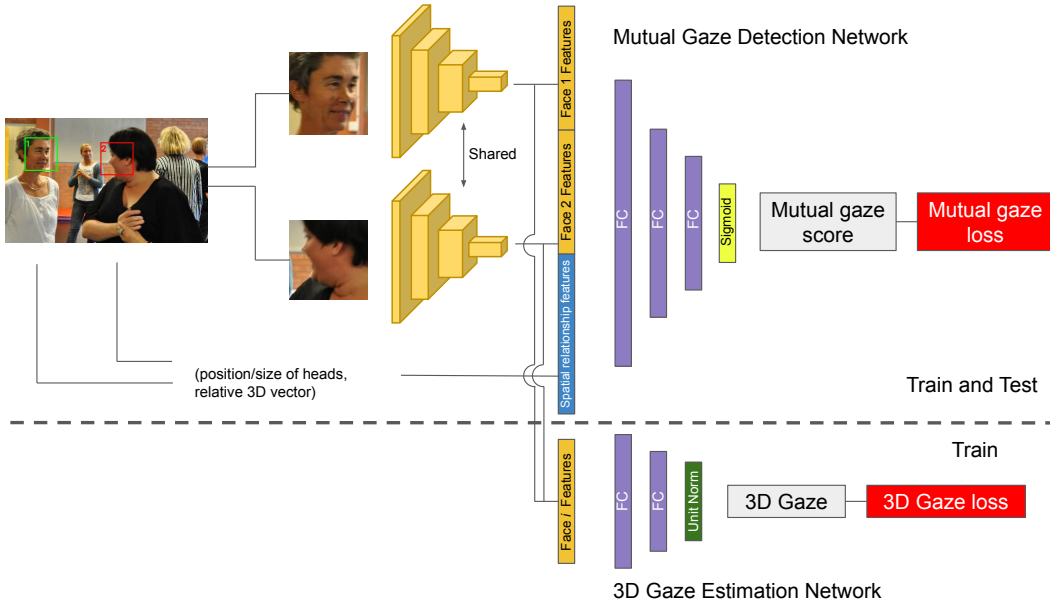 Mutual Gaze Detection Network
1
2
Shared
Face 1 Features
Face 2 Features
Spatial relationship features
FC
FC
FC
Sigmoid
Mutual gaze
score
Mutual gaze
loss
(position/size of heads,
relative 3D vector)
Train and Test
Train
Face i Features
FC
FC
Unit Norm
3D Gaze
3D Gaze loss
3D Gaze Estimation Network